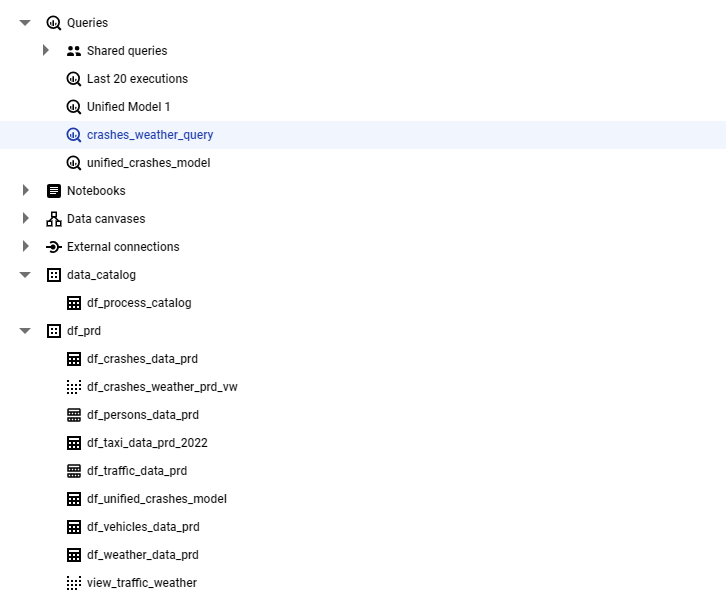 Queries
Shared queries
Last 20 executions
Unified Model 1
crashes_weather_query
unified_crashes_model
Notebooks
Data canvases
External connections
data_catalog
df_process_catalog
df_prd
df_crashes_data_prd
df_crashes_weather_prd_vw
df_persons_data_prd
df_taxi_data_prd_2022
df_traffic_data_prd
df_unified_crashes_model
df_vehicles_data_prd
df_weather_data_prd
view_traffic_weather